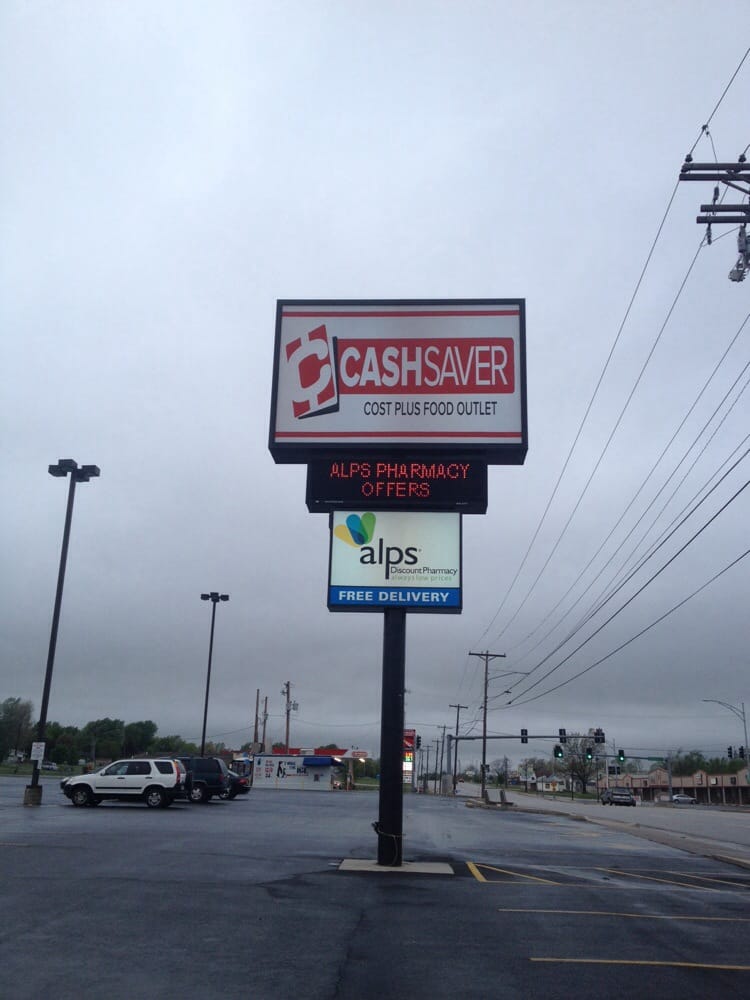 CASHSAVER
COST PLUS FOOD OUTLET
ALPS PHARMACY
OFFERS
alps
Discount Pharmacy
always low prices
FREE DELIVERY